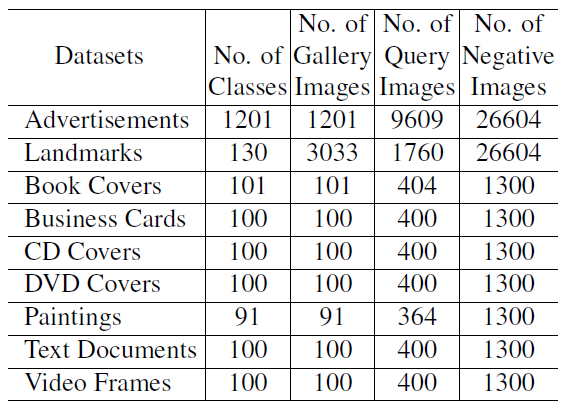 Datasets No. of Classes No. of Gallery Images No. of Query Images No. of Negative Images
Advertisements 1201 1201 9609 26604
Landmarks 130 3033 1760 26604
Book Covers 101 101 404 1300
Business Cards 100 100 400 1300
CD Covers 100 100 400 1300
DVD Covers 100 100 400 1300
Paintings 91 91 364 1300
Text Documents 100 100 400 1300
Video Frames 100 100 400 1300